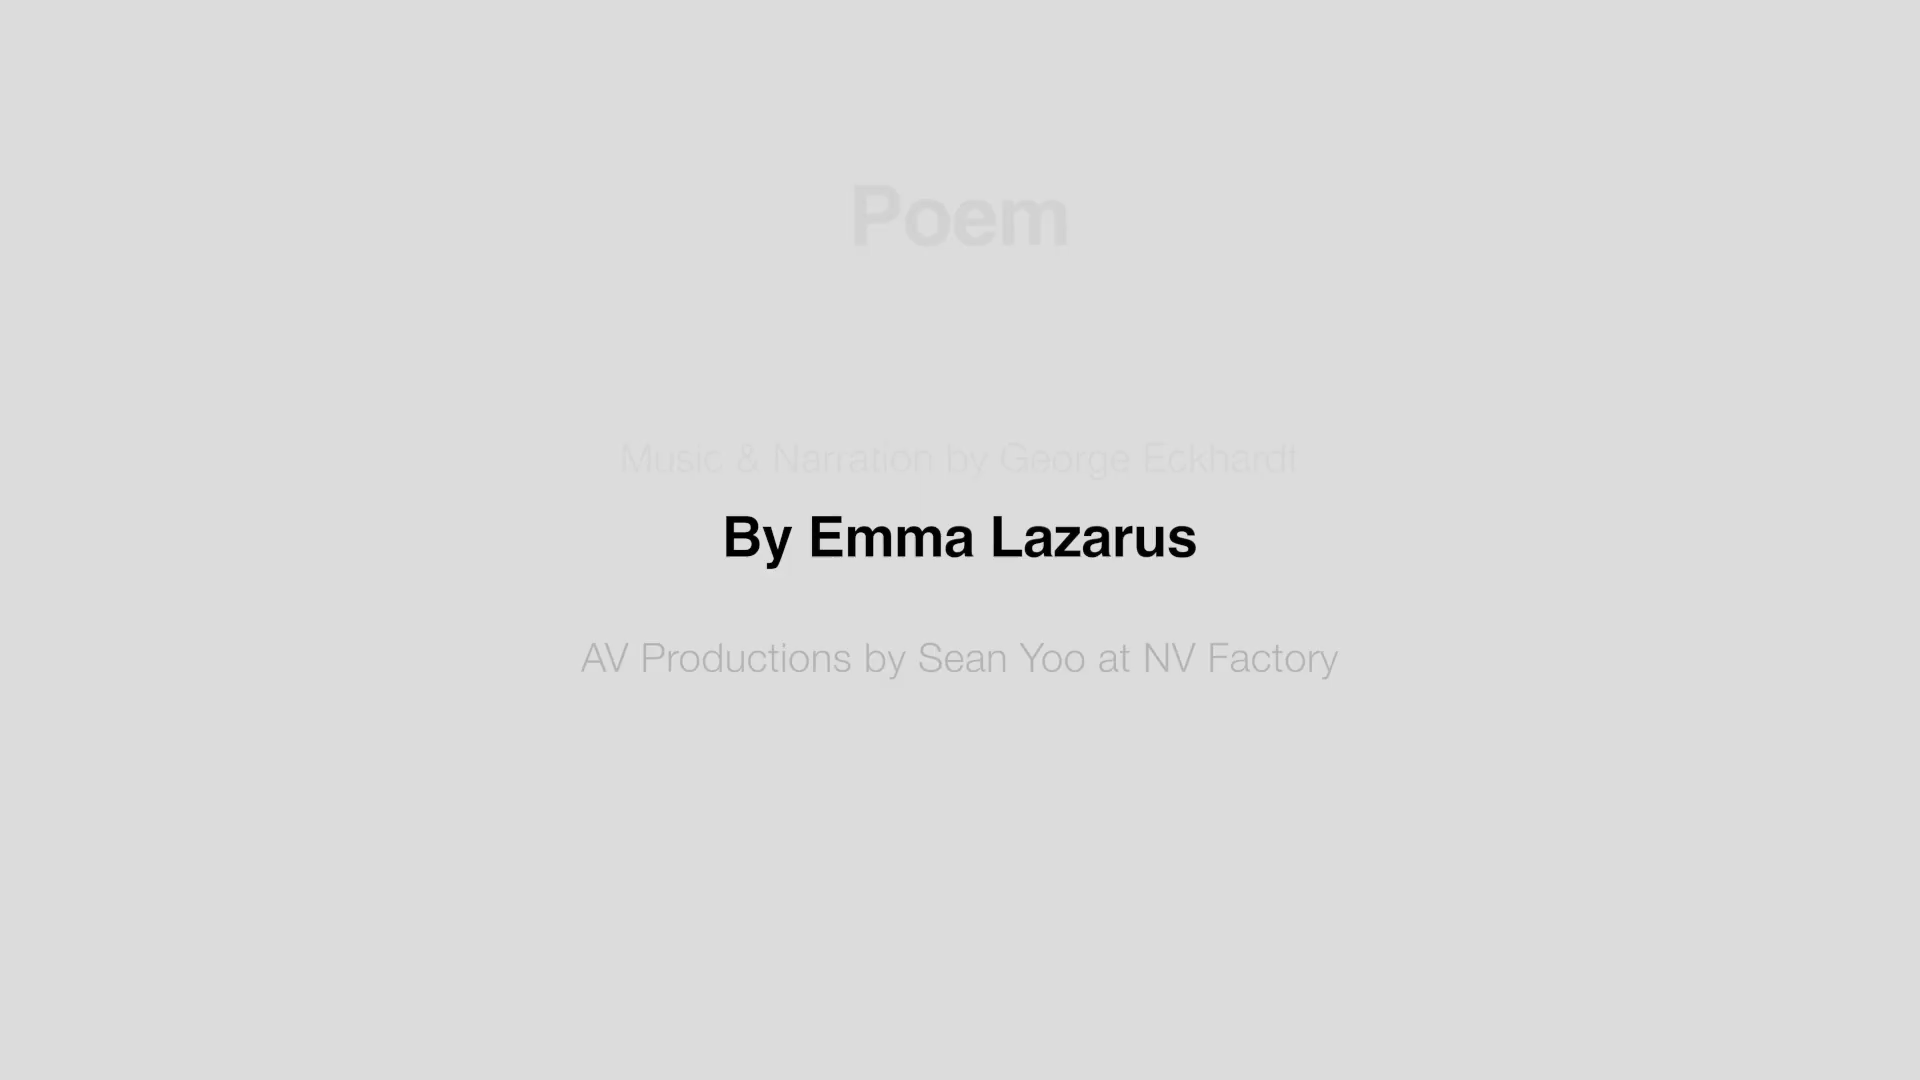 Poem
Music & Narration by George Eckhardt
By Emma Lazarus
AV Productions by Sean Yoo at NV Factory